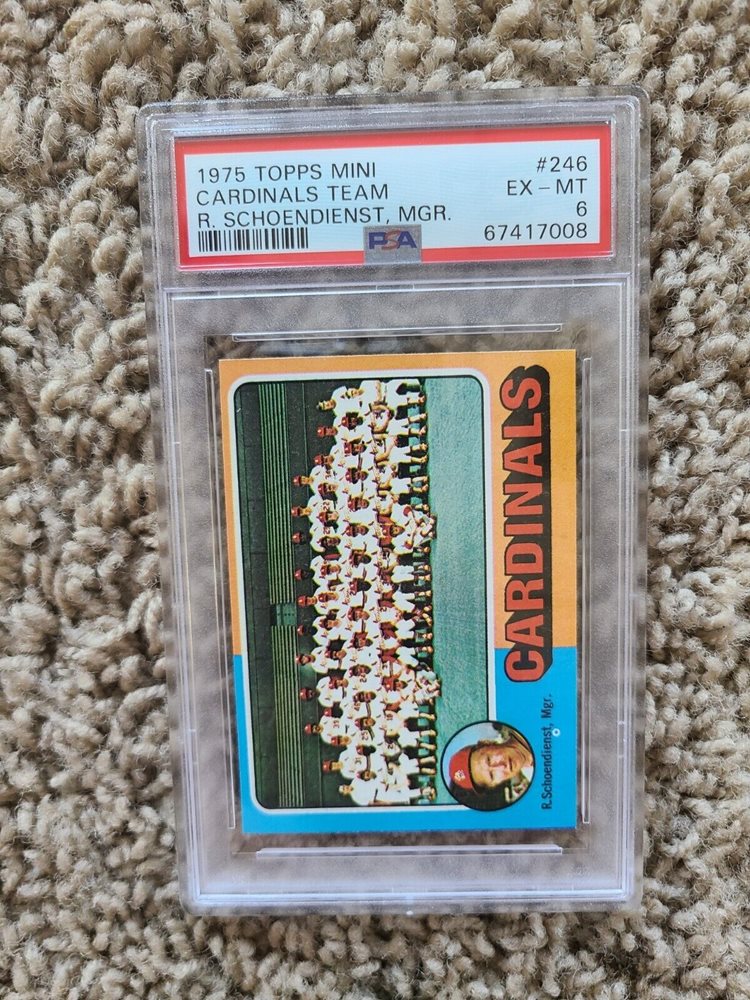 1975 TOPPS MINI #246
CARDINALS TEAM EX - MT
R. SCHOENDIENST, MGR. 6
PSA 67417008
CARDINALS
R.Schoendienst, Mgr.